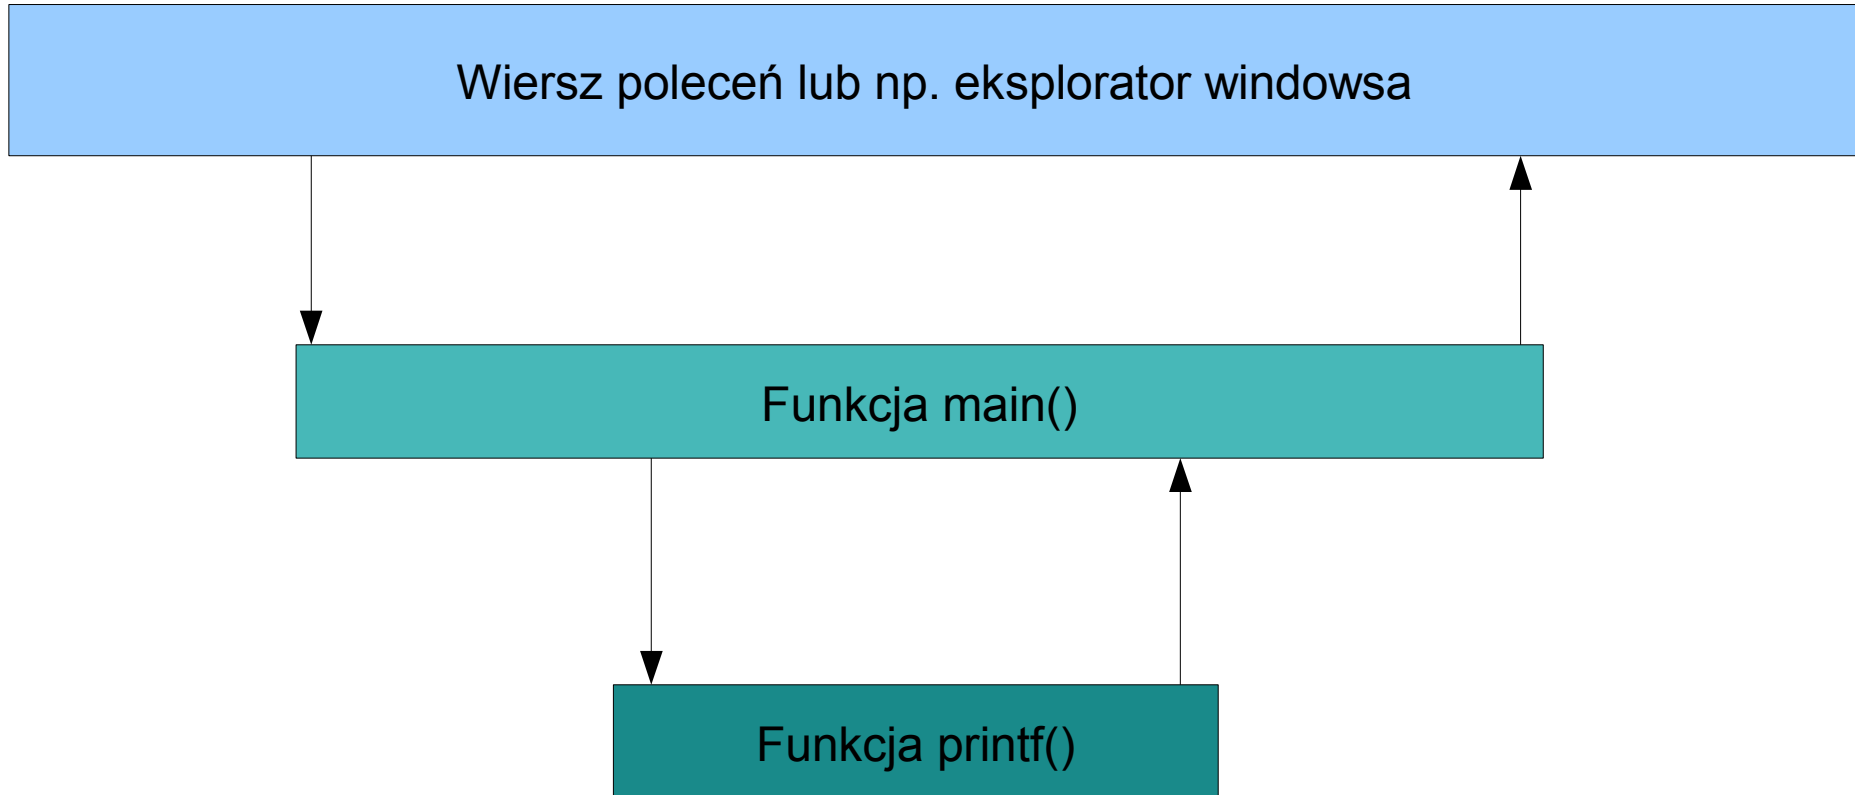 Wiersz poleceń lub np. eksplorator windowsa
Funkcja main()
Funkcja printf()